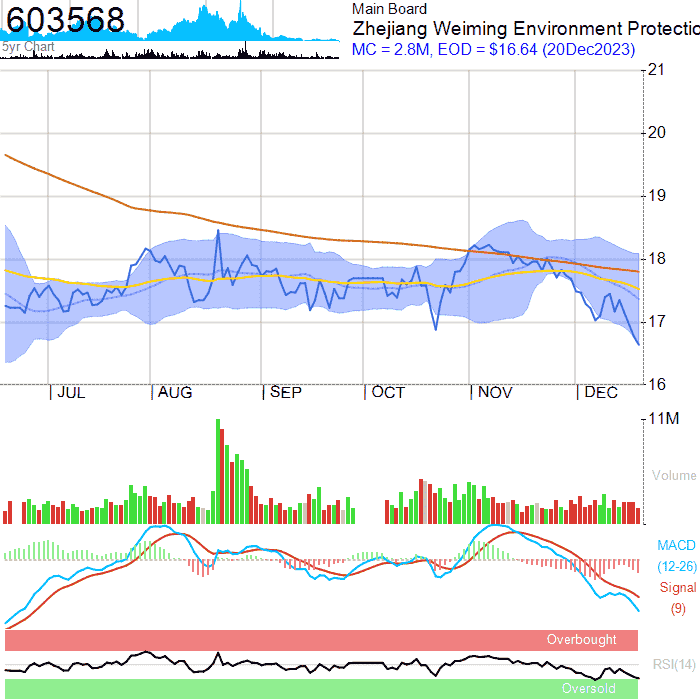 603568
5yr Chart
Main Board
Zhejiang Weiming Environment Protectio
MC = 2.8M, EOD = $16.64 (20Dec2023)
21
20
19
18
17
16
JUL AUG SEP OCT NOV DEC
11M
Volume
MACD
(12-26)
Signal
(9)
Overbought
RSI(14)
Oversold